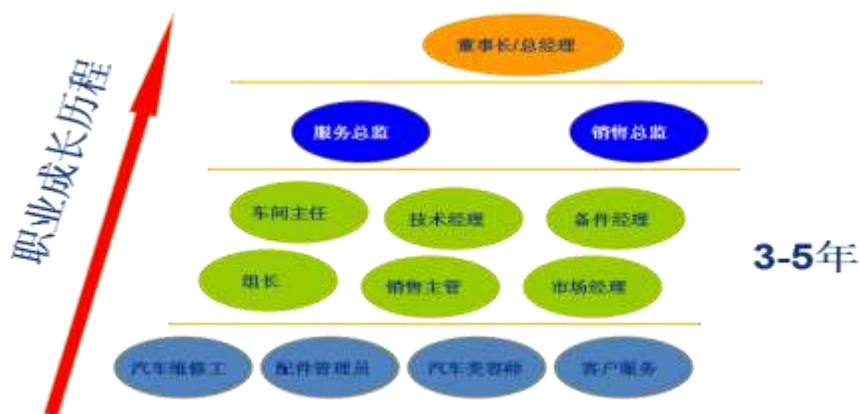 董事长/总经理
职业成长历程
服务总监
销售总监
车间主任
技术经理
备件经理
组长
销售主管
市场经理
3-5年
汽车维修工
配件管理员
汽车美容师
客户服务